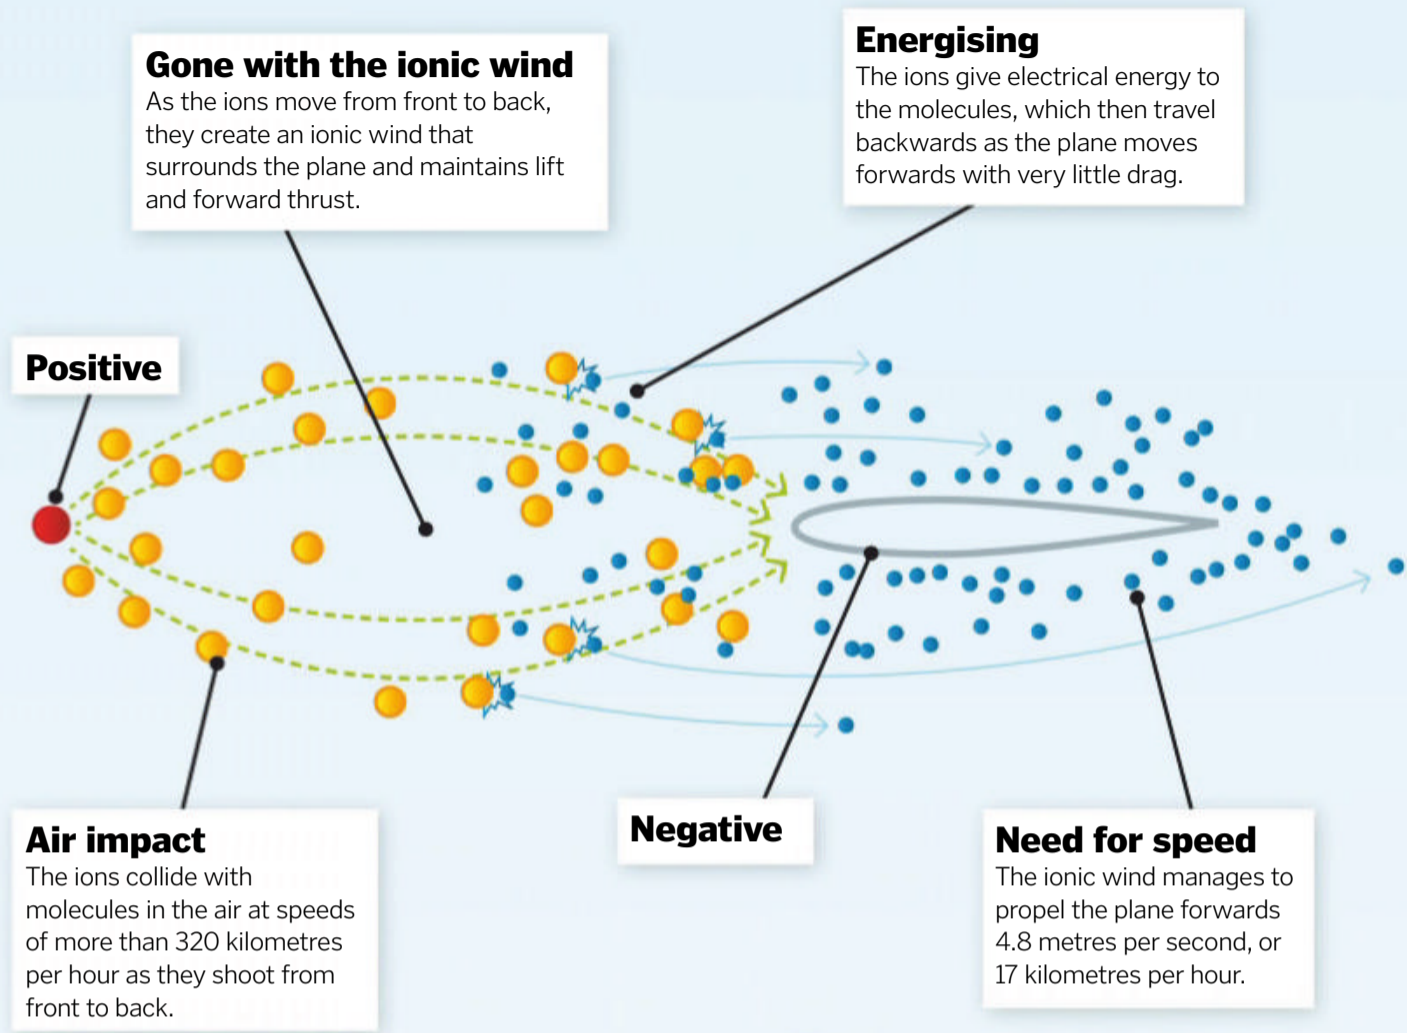 Gone with the ionic wind
As the ions move from front to back,
they create an ionic wind that
surrounds the plane and maintains lift
and forward thrust.
Energising
The ions give electrical energy to
the molecules, which then travel
backwards as the plane moves
forwards with very little drag.
Positive
Air impact
The ions collide with
molecules in the air at speeds
of more than 320 kilometres
per hour as they shoot from
front to back.
Negative
Need for speed
The ionic wind manages to
propel the plane forwards
4.8 metres per second, or
17 kilometres per hour.